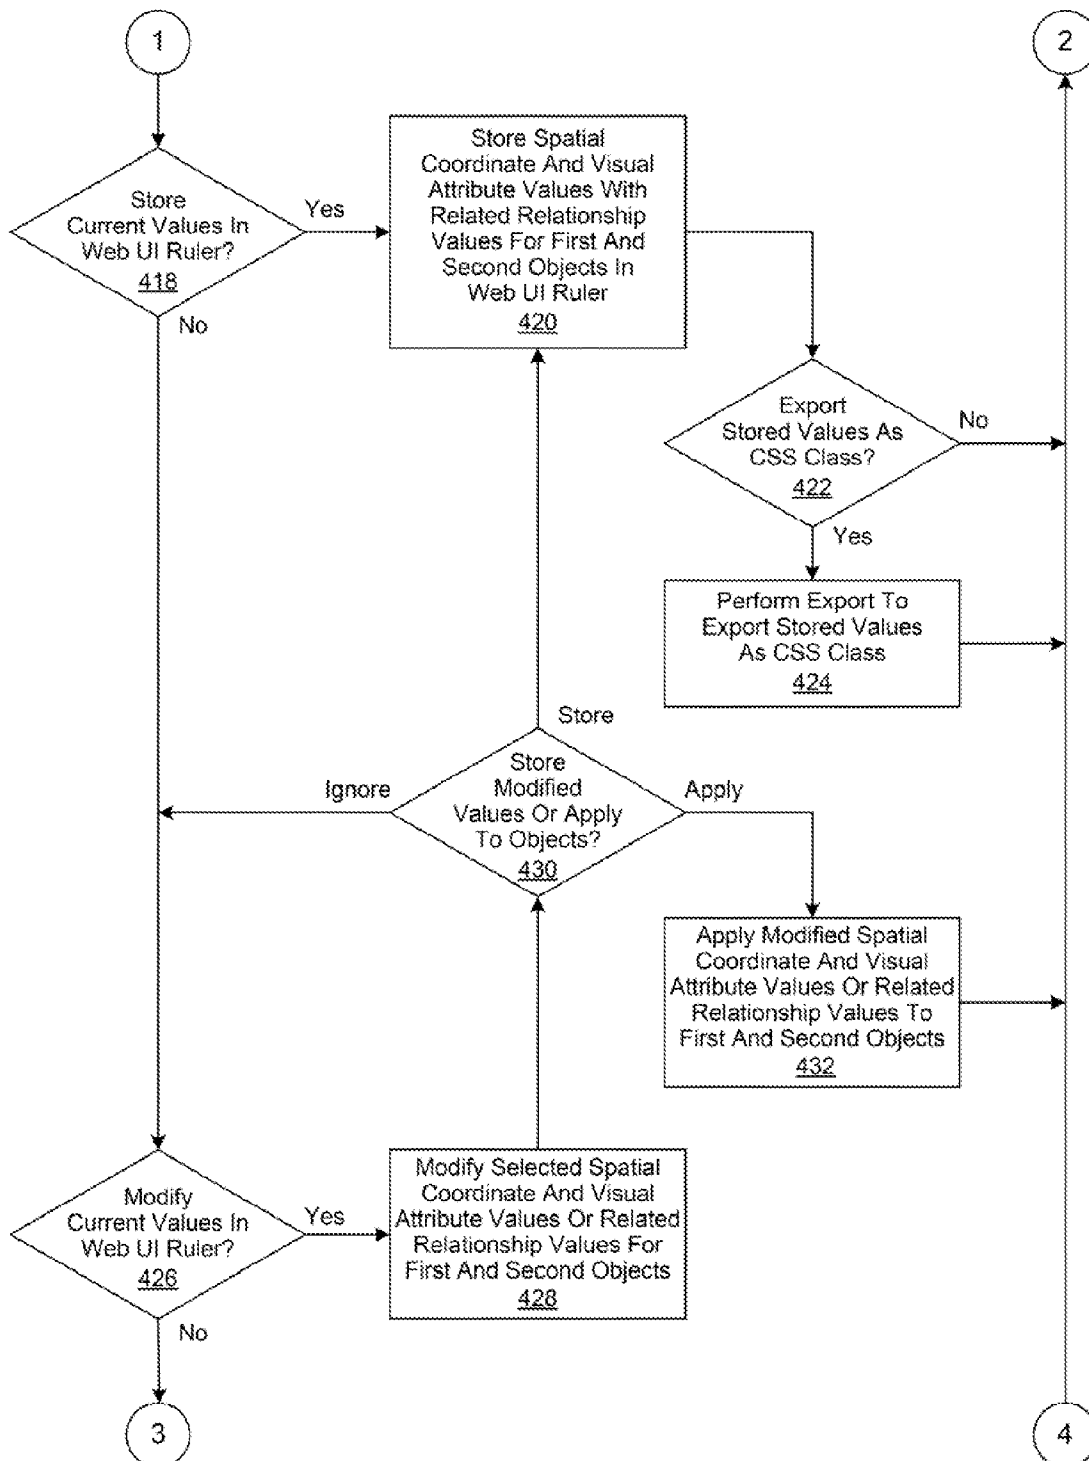 1
2
Store
Current Values In
Web UI Ruler?
418
Yes
No
Store Spatial
Coordinate And Visual
Attribute Values With
Related Relationship
Values For First And
Second Objects In
Web UI Ruler
420
Export
Stored Values As
CSS Class?
422
No
Yes
Perform Export To
Export Stored Values
As CSS Class
424
Store
Ignore
Store
Modified
Values Or Apply
To Objects?
430
Apply
Apply Modified Spatial
Coordinate And Visual
Attribute Values Or Related
Relationship Values To
First And Second Objects
432
Modify
Current Values In
Web UI Ruler?
426
Yes
No
Modify Selected Spatial
Coordinate And Visual
Attribute Values Or Related
Relationship Values For
First And Second Objects
428
3
4